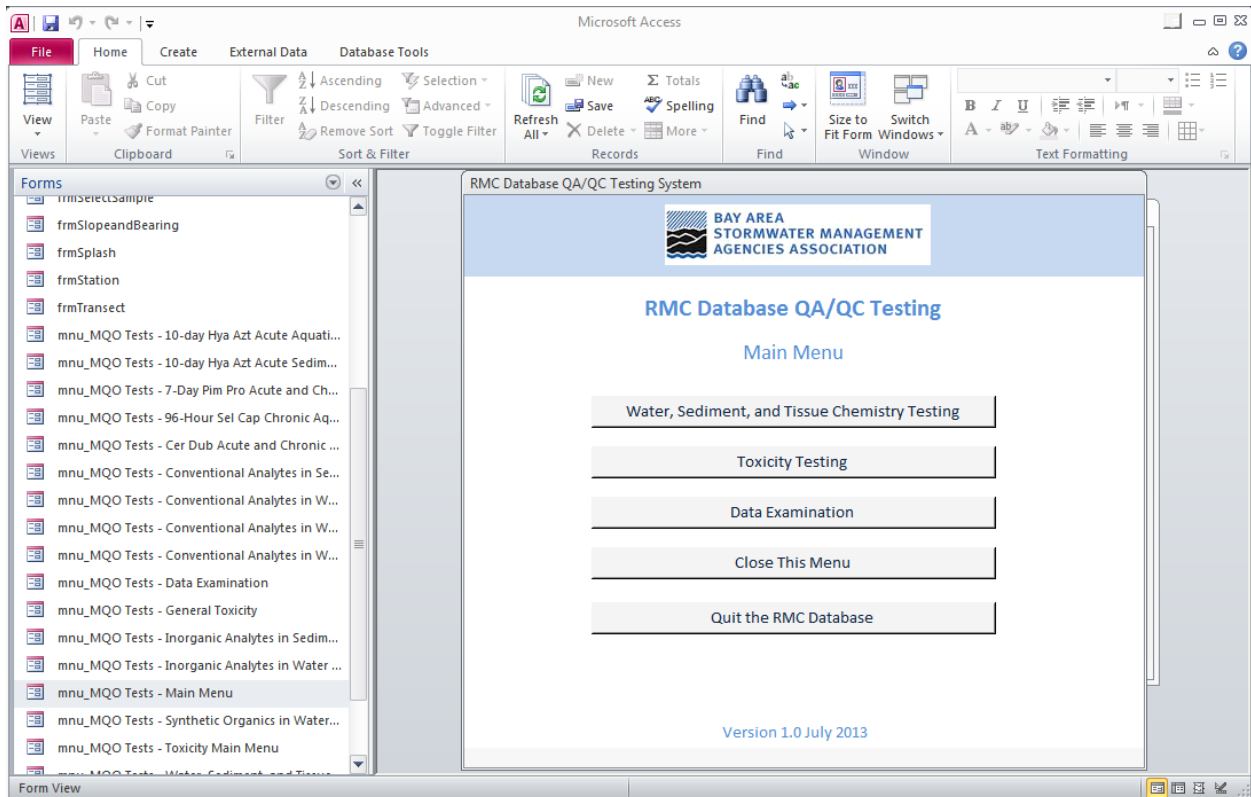 Microsoft Access
File Home Create External Data Database Tools
View
Views
Paste
Cut
Copy
Format Painter
Clipboard
Filter
Ascending
Descending
Remove Sort
Selection
Advanced
Toggle Filter
Sort & Filter
Refresh
All
New
Save
Delete
Totals
Spelling
More
Records
Find
Find
Size to
Fit Form
Switch
Windows
Window
B I U
A
Text Formatting
Forms
frmSelectSample
frmSlopeandBearing
frmSplash
frmStation
frmTransect
mnu_MQO Tests - 10-day Hya Azt Acute Aquati...
mnu_MQO Tests - 10-day Hya Azt Acute Sedim...
mnu_MQO Tests - 7-Day Pim Pro Acute and Ch...
mnu_MQO Tests - 96-Hour Sel Cap Chronic Aq...
mnu_MQO Tests - Cer Dub Acute and Chronic ...
mnu_MQO Tests - Conventional Analytes in Se...
mnu_MQO Tests - Conventional Analytes in W...
mnu_MQO Tests - Conventional Analytes in W...
mnu_MQO Tests - Conventional Analytes in W...
mnu_MQO Tests - Data Examination
mnu_MQO Tests - General Toxicity
mnu_MQO Tests - Inorganic Analytes in Sedim...
mnu_MQO Tests - Inorganic Analytes in Water ...
mnu_MQO Tests - Main Menu
mnu_MQO Tests - Synthetic Organics in Water...
mnu_MQO Tests - Toxicity Main Menu
mnu_MQO Tests - Water, Sediment, and Tissue...
RMC Database QA/QC Testing System
BAY AREA
STORMWATER MANAGEMENT
AGENCIES ASSOCIATION
RMC Database QA/QC Testing
Main Menu
Water, Sediment, and Tissue Chemistry Testing
Toxicity Testing
Data Examination
Close This Menu
Quit the RMC Database
Version 1.0 July 2013
Form View